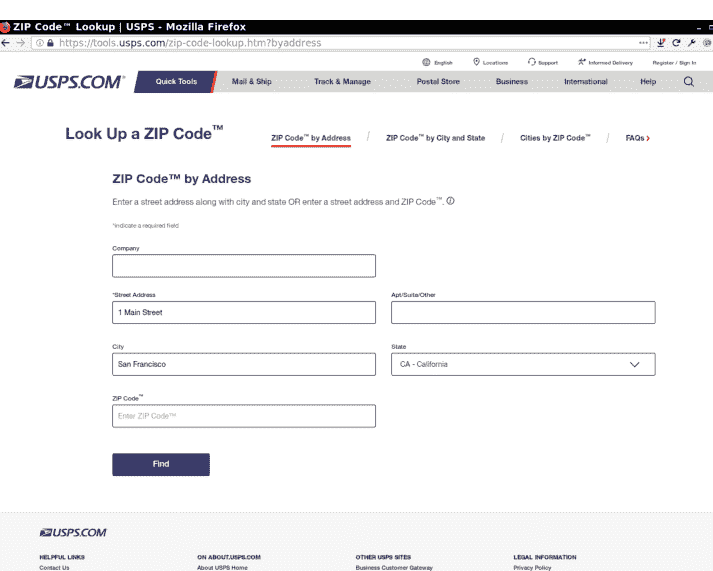 ZIP Code™ Lookup | USPS - Mozilla Firefox
https://tools.usps.com/zip-code-lookup.htm?byaddress
English Locations Support Informed Delivery Register / Sign In
USPS.COM® Quick Tools Mail & Ship Track & Manage Postal Store Business International Help
Look Up a ZIP Code™
ZIP Code™ by Address / ZIP Code™ by City and State / Cities by ZIP Code™ / FAQs ›
ZIP Code™ by Address
Enter a street address along with city and state OR enter a street address and ZIP Code™.
*indicate a required field
Company
*Street Address Apt/Suite/Other
1 Main Street
City State
San Francisco CA - California
ZIP Code™
Enter ZIP Code™
Find
USPS.COM
HELPFUL LINKS ON ABOUT.USPS.COM OTHER USPS SITES LEGAL INFORMATION
Contact Us About USPS Home Business Customer Gateway Privacy Policy